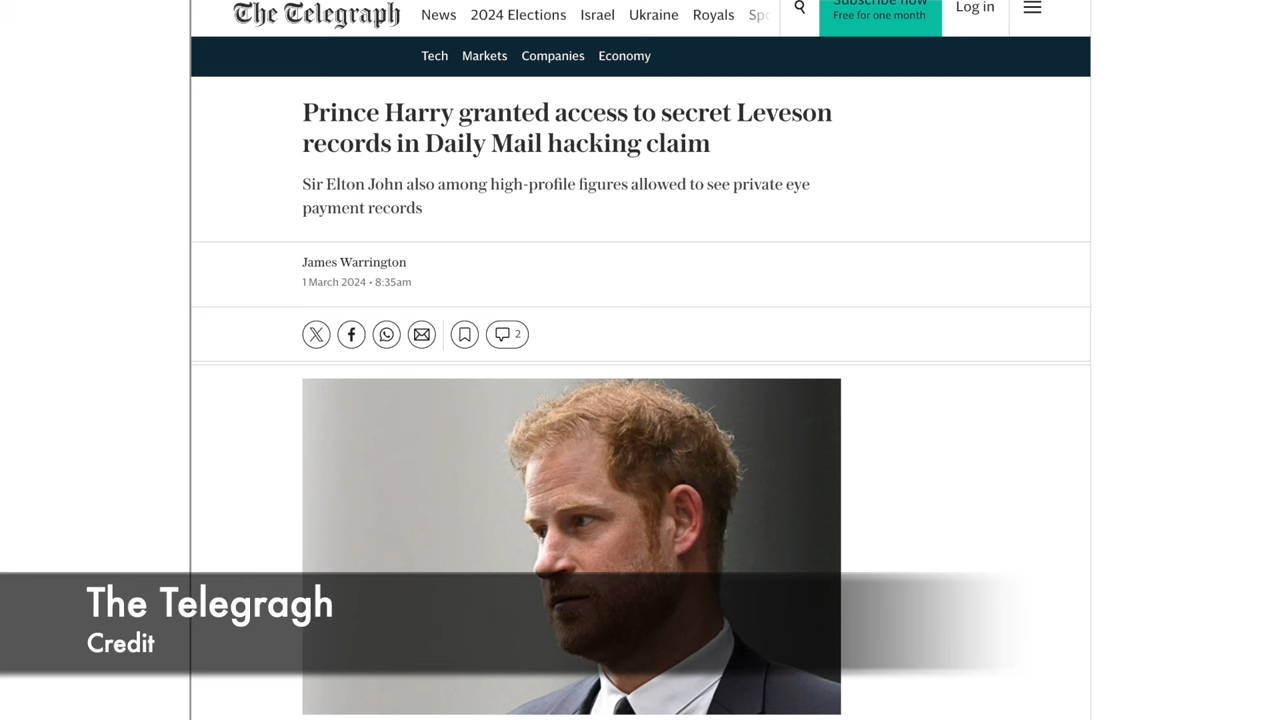 The Telegraph
News 2024 Elections Israel Ukraine Royals Sp
Subscribe now
Free for one month
Log in
Tech Markets Companies Economy
Prince Harry granted access to secret Leveson
records in Daily Mail hacking claim
Sir Elton John also among high-profile figures allowed to see private eye
payment records
James Warrington
1 March 2024 • 8:35am
2
The Telegragh
Credit